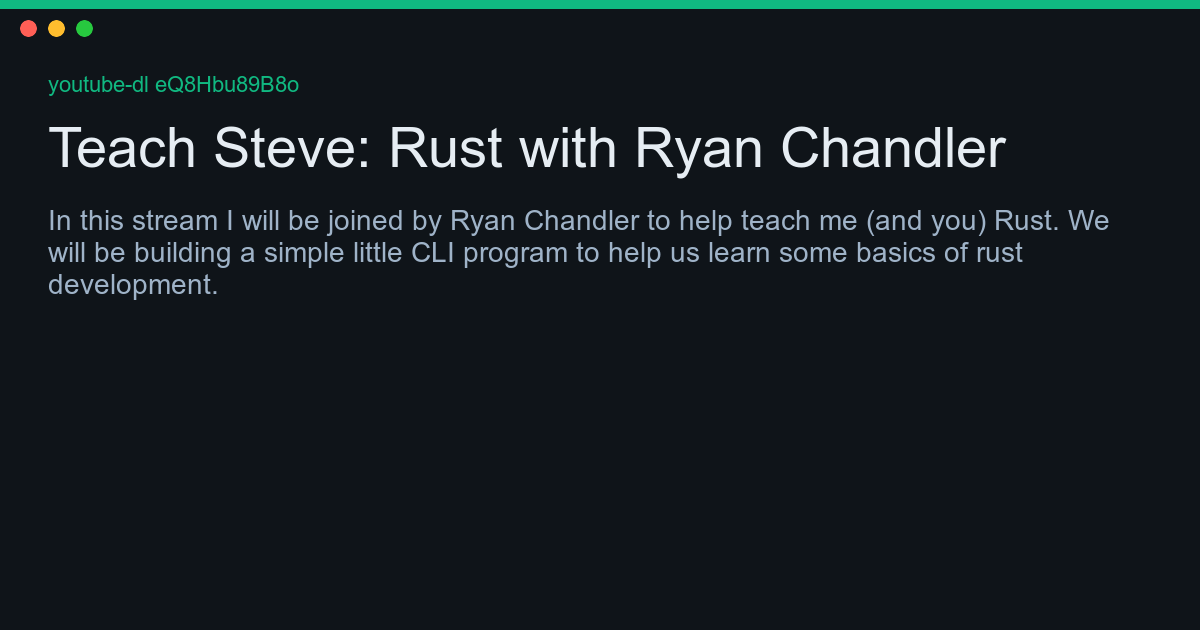 youtube-dl eQ8Hbu89B8o
Teach Steve: Rust with Ryan Chandler
In this stream I will be joined by Ryan Chandler to help teach me (and you) Rust. We
will be building a simple little CLI program to help us learn some basics of rust
development.